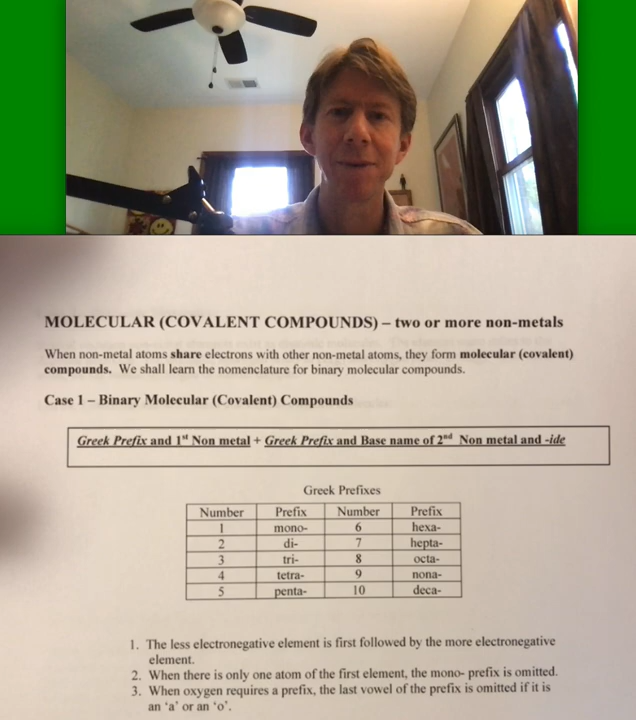 MOLECULAR (COVALENT COMPOUNDS) – two or more non-metals
When non-metal atoms share electrons with other non-metal atoms, they form molecular (covalent)
compounds. We shall learn the nomenclature for binary molecular compounds.
Case 1 – Binary Molecular (Covalent) Compounds
Greek Prefix and 1st Non metal + Greek Prefix and Base name of 2nd Non metal and -ide
Greek Prefixes
Number Prefix Number Prefix
1 mono- 6 hexa-
2 di- 7 hepta-
3 tri- 8 octa-
4 tetra- 9 nona-
5 penta- 10 deca-
1. The less electronegative element is first followed by the more electronegative
element.
2. When there is only one atom of the first element, the mono- prefix is omitted.
3. When oxygen requires a prefix, the last vowel of the prefix is omitted if it is
an ‘a’ or an ‘o’.